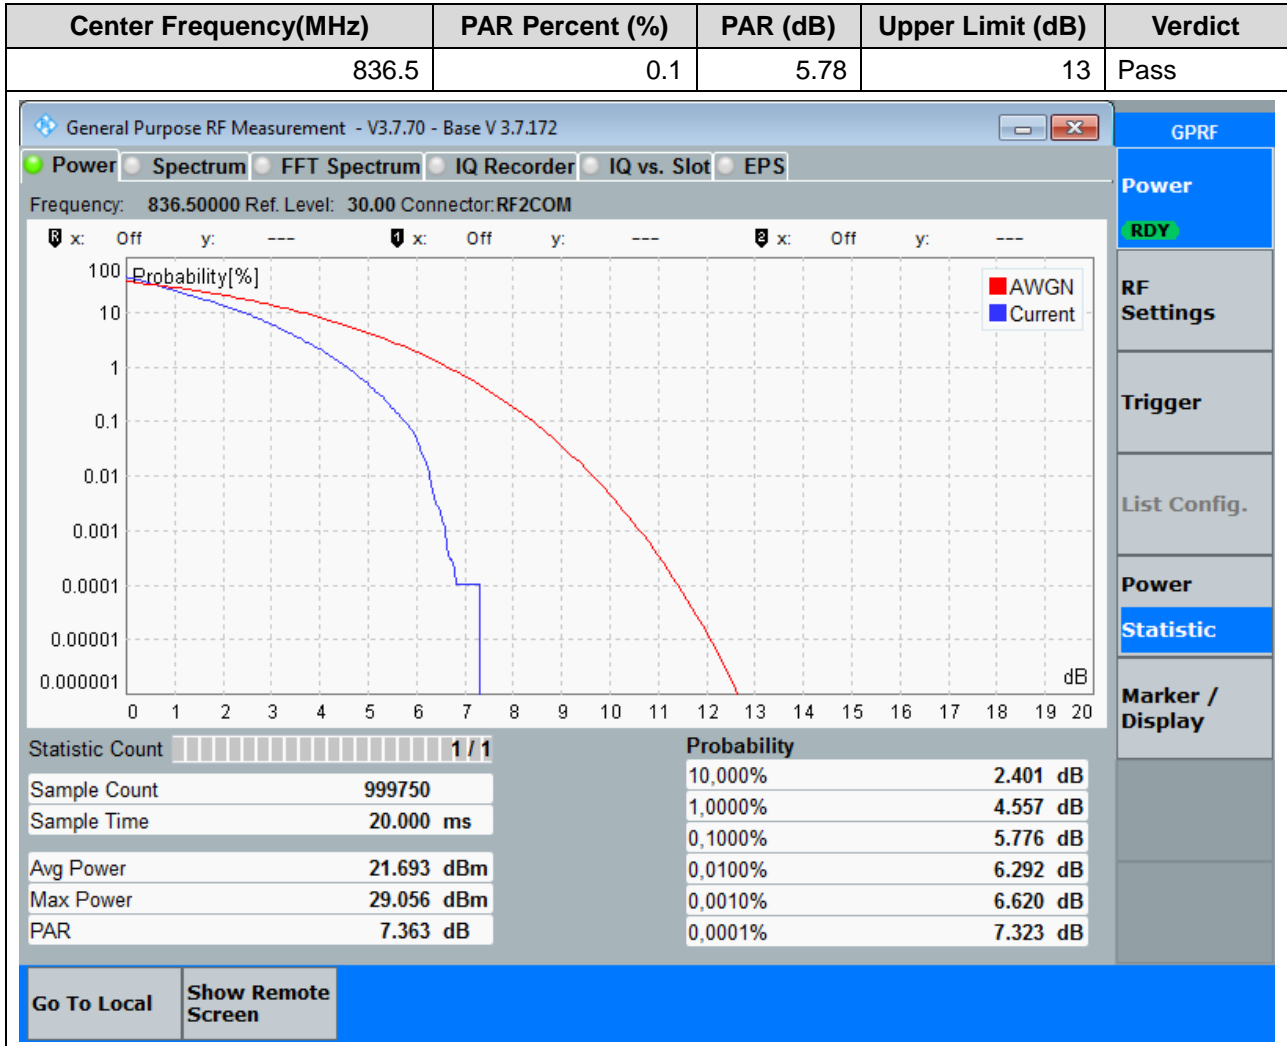 Center Frequency(MHz) PAR Percent (%) PAR (dB) Upper Limit (dB) Verdict
836.5 0.1 5.78 13 Pass
General Purpose RF Measurement - V3.7.70 - Base V 3.7.172
GPRF
Power Spectrum FFT Spectrum IQ Recorder IQ vs. Slot EPS
Frequency: 836.50000 Ref. Level: 30.00 Connector:RF2COM
R x: Off y: --- 1 x: Off y: --- 2 x: Off y: ---
Probability[%]
AWGN
Current
100
10
1
0.1
0.01
0.001
0.0001
0.00001
0.000001
dB
0 1 2 3 4 5 6 7 8 9 10 11 12 13 14 15 16 17 18 19 20
Statistic Count 1 / 1
Sample Count 999750
Sample Time 20.000 ms
Avg Power 21.693 dBm
Max Power 29.056 dBm
PAR 7.363 dB
Probability
10,000% 2.401 dB
1,0000% 4.557 dB
0,1000% 5.776 dB
0,0100% 6.292 dB
0,0010% 6.620 dB
0,0001% 7.323 dB
Power
RDY
RF
Settings
Trigger
List Config.
Power
Statistic
Marker /
Display
Go To Local
Show Remote
Screen